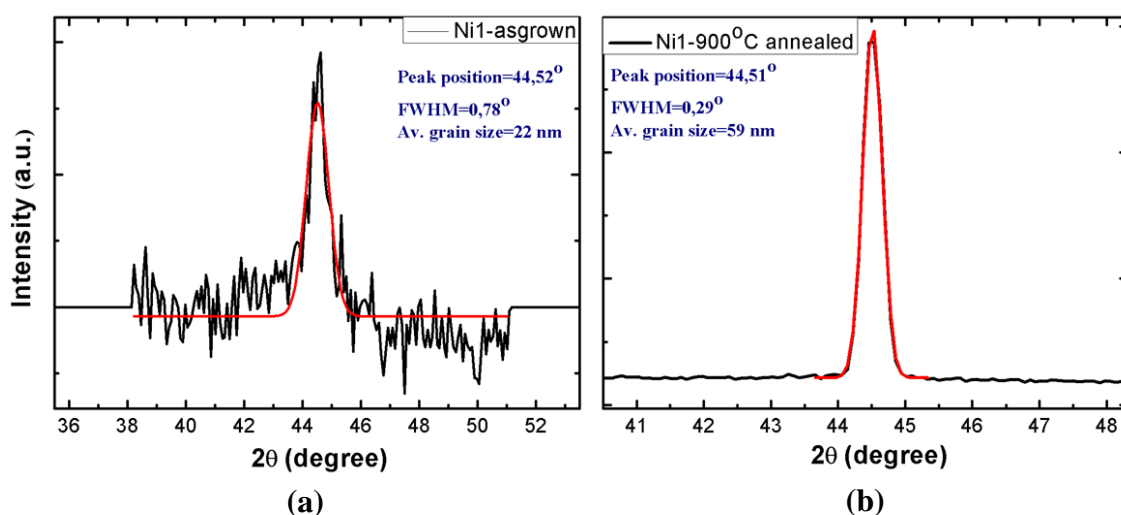 Ni1-asgrown
Peak position=44,52°
FWHM=0,78°
Av. grain size=22 nm
Intensity (a.u.)
36 38 40 42 44 46 48 50 52
2θ (degree)
(a)
Ni1-900°C annealed
Peak position=44,51°
FWHM=0,29°
Av. grain size=59 nm
41 42 43 44 45 46 47 48
2θ (degree)
(b)